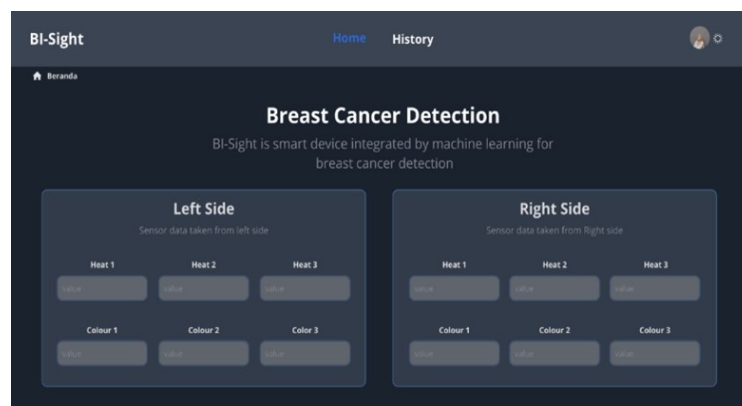 BI-Sight
Home History
Beranda
Breast Cancer Detection
BI-Sight is smart device integrated by machine learning for
breast cancer detection
Left Side
Sensor data taken from left side
Heat 1 Heat 2 Heat 3
value value value
Colour 1 Colour 2 Color 3
value value value
Right Side
Sensor data taken from Right side
Heat 1 Heat 2 Heat 3
value value value
Colour 1 Colour 2 Colour 3
value value value